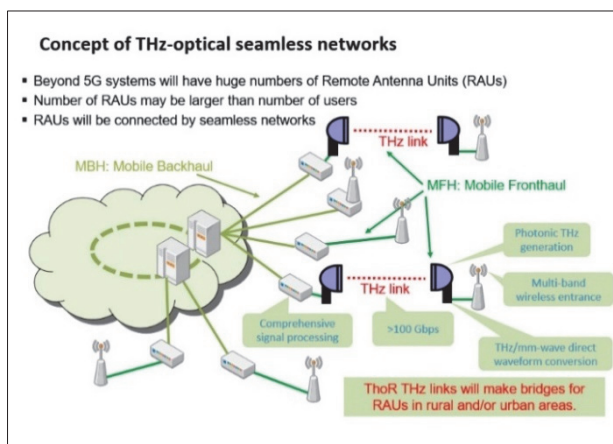 Concept of THz-optical seamless networks
▪ Beyond 5G systems will have huge numbers of Remote Antenna Units (RAUs)
▪ Number of RAUs may be larger than number of users
▪ RAUs will be connected by seamless networks
THz link
MBH: Mobile Backhaul
MFH: Mobile Fronthaul
Photonic THz
generation
THz link
Multi-band
wireless entrance
Comprehensive
signal processing
>100 Gbps
THz/mm-wave direct
waveform conversion
ThoR THz links will make bridges for
RAUs in rural and/or urban areas.